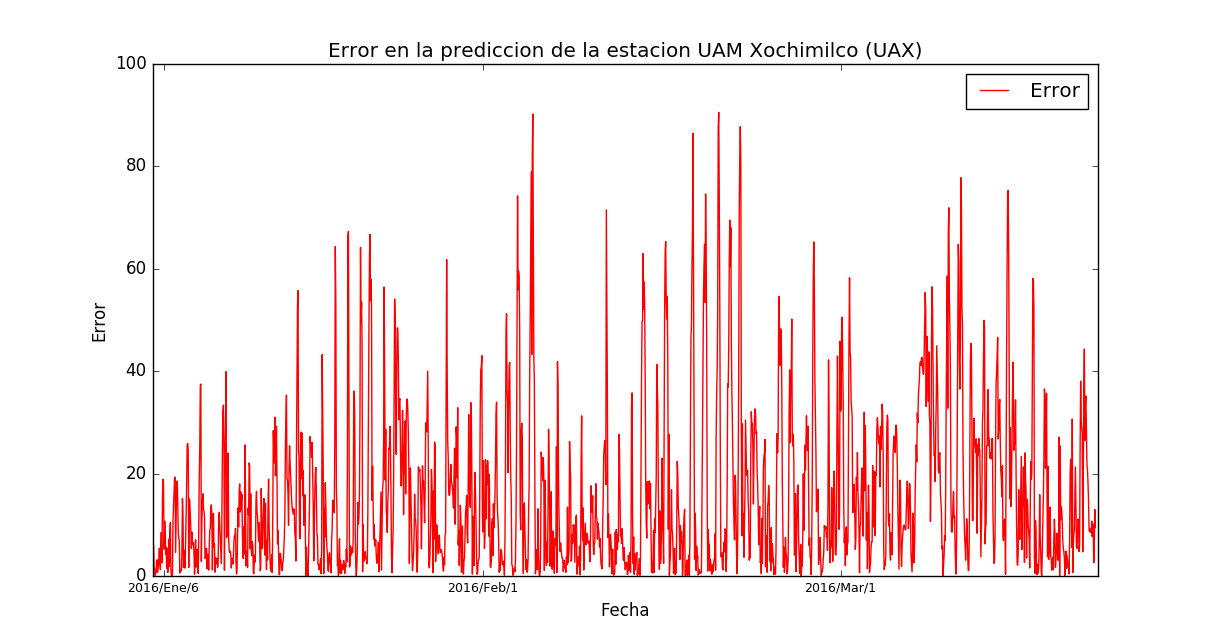 Error en la prediccion de la estacion UAM Xochimilco (UAX)
100
Error
80
60
Error
40
20
0
2016/Ene/6 2016/Feb/1 2016/Mar/1
Fecha